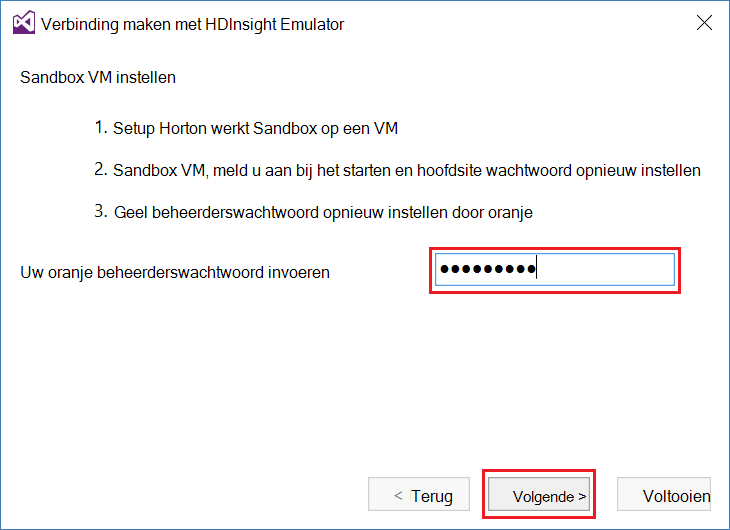 Verbinding maken met HDInsight Emulator
Sandbox VM instellen
1. Setup Horton werkt Sandbox op een VM
2. Sandbox VM, meld u aan bij het starten en hoofdsite wachtwoord opnieuw instellen
3. Geel beheerderswachtwoord opnieuw instellen door oranje
Uw oranje beheerderswachtwoord invoeren ●●●●●●●●●
< Terug Volgende > Voltooien